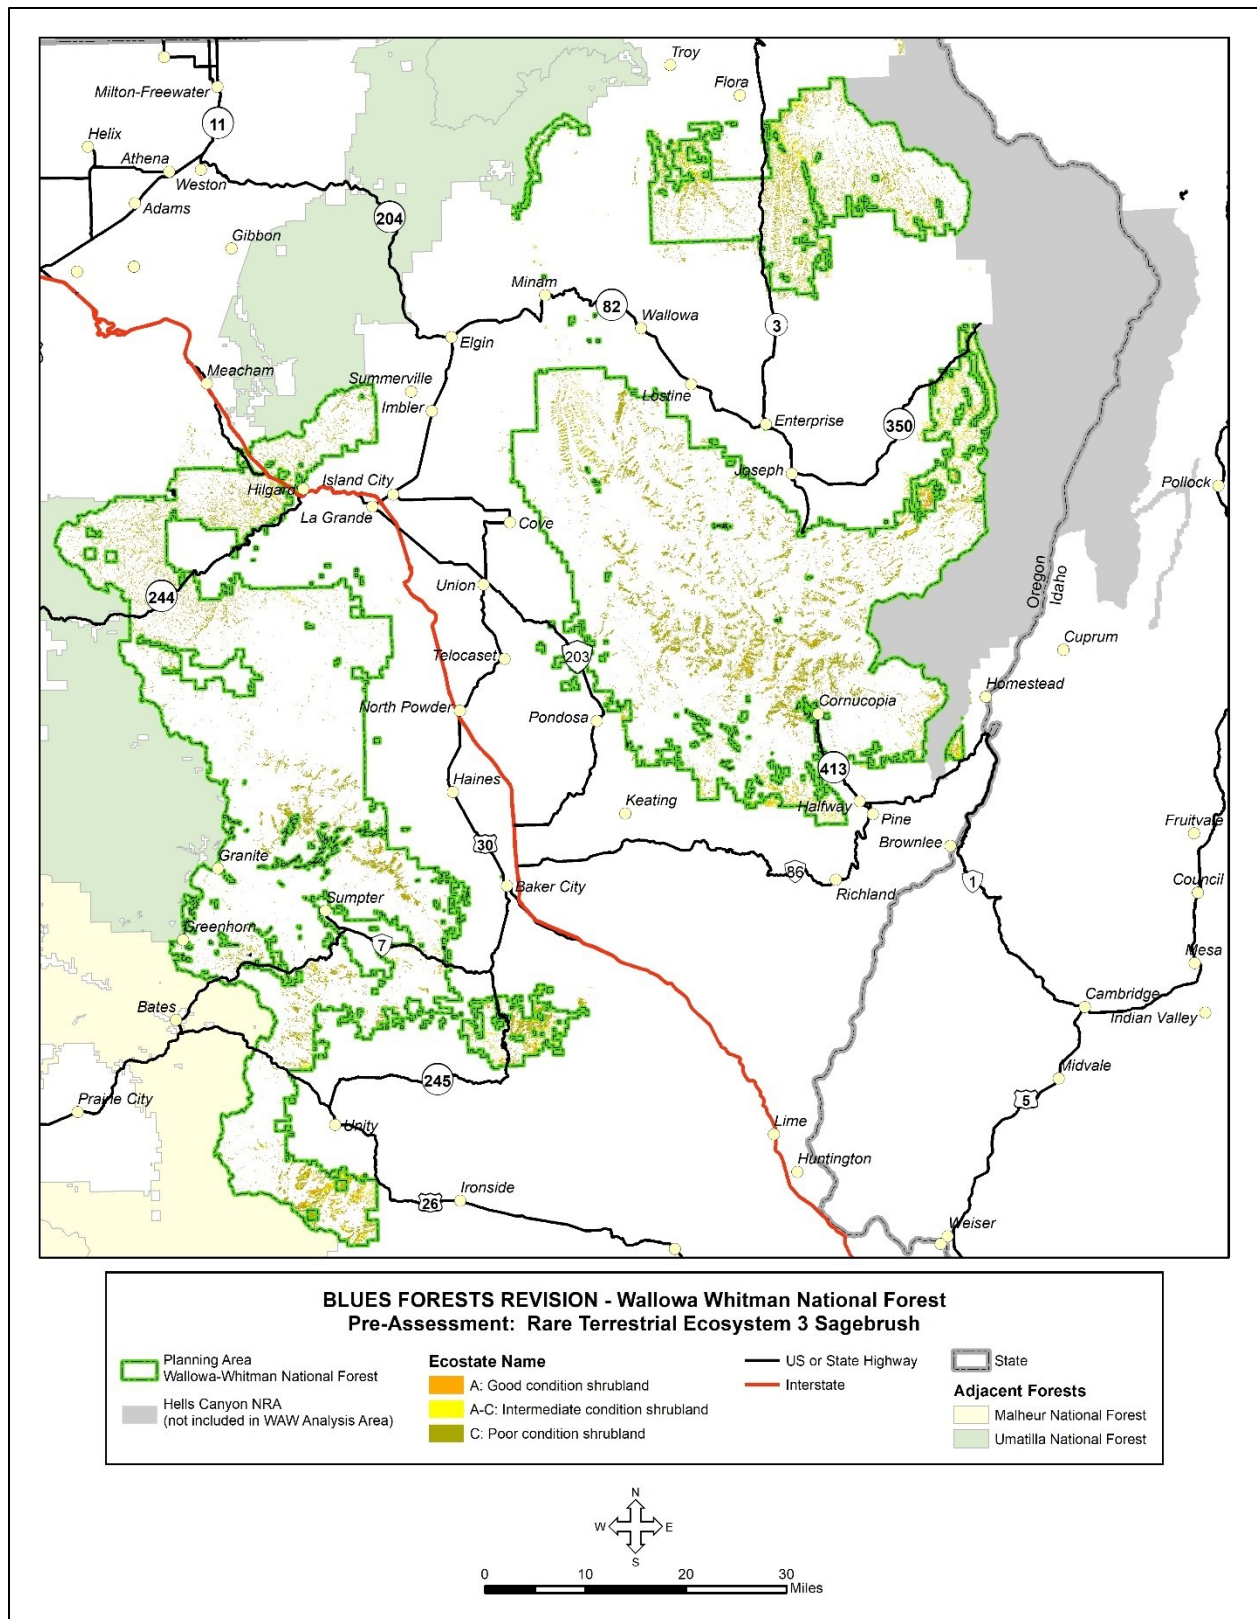 Troy
Flora
Milton-Freewater
11
Helix
Athena
Weston
Adams
204
Gibbon
Minam
82
Wallowa
3
Elgin
Meacham
Summerville
Imbler
Lostine
Enterprise
350
Joseph
Pollock
Hilgard
Island City
La Grande
Cove
Union
244
Oregon
Idaho
Telocaset
203
Cuprum
Homestead
North Powder
Pondosa
Cornucopia
413
Haines
Keating
Halfway
Pine
Fruitvale
30
Brownlee
Granite
86
Richland
1
Council
Baker City
Sumpter
Greenhorn
7
Mesa
Bates
Cambridge
Indian Valley
245
Midvale
5
Prairie City
Unity
Lime
Huntington
26
Ironside
Weiser
BLUES FORESTS REVISION - Wallowa Whitman National Forest
Pre-Assessment: Rare Terrestrial Ecosystem 3 Sagebrush
Planning Area
Wallowa-Whitman National Forest
Hells Canyon NRA
(not included in WAW Analysis Area)
Ecostate Name
A: Good condition shrubland
A-C: Intermediate condition shrubland
C: Poor condition shrubland
US or State Highway
Interstate
State
Adjacent Forests
Malheur National Forest
Umatilla National Forest
N
W E
S
0 10 20 30
Miles